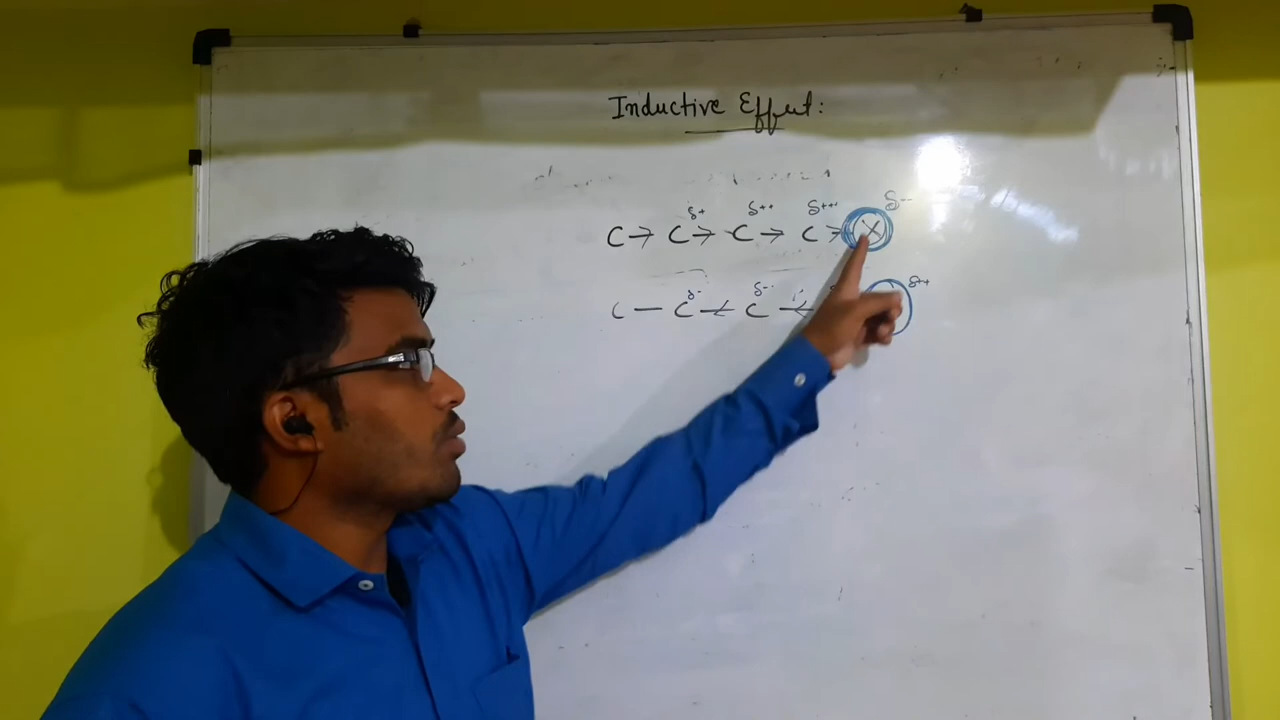 Inductive Effect:
δ+ δ++ δ+++ δ--
C → C → C → C → X
δ- δ-- δ++
C — C ← C ←